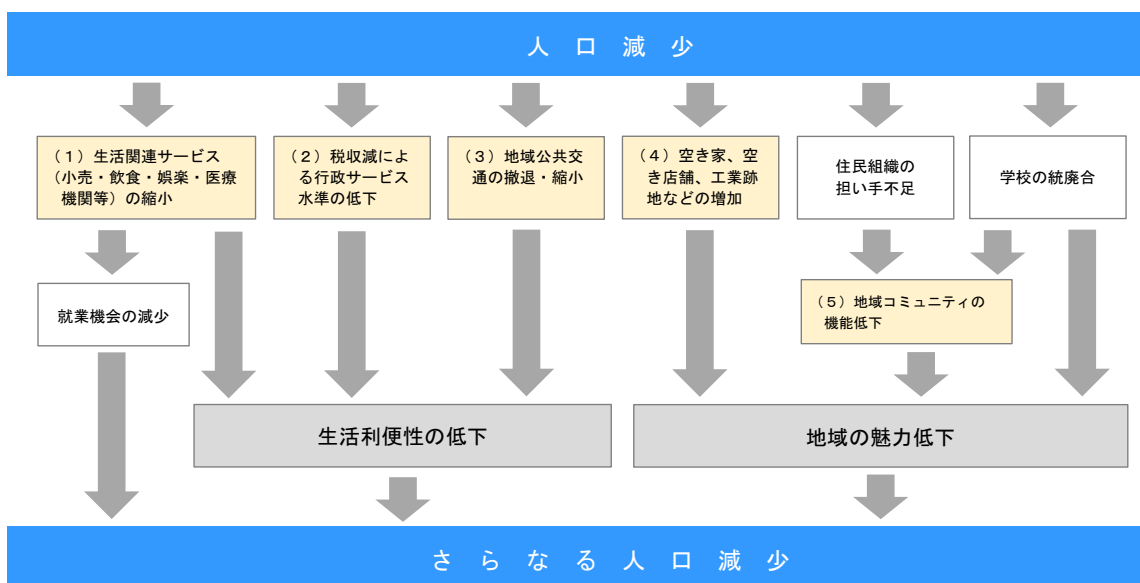 人口減少
(1)生活関連サービス
(小売・飲食・娯楽・医療
機関等)の縮小
(2)税収減によ
る行政サービス
水準の低下
(3)地域公共交
通の撤退・縮小
(4)空き家、空
き店舗、工業跡
地などの増加
住民組織の
担い手不足
学校の統廃合
就業機会の減少
(5)地域コミュニティの
機能低下
生活利便性の低下
地域の魅力低下
さらなる人口減少